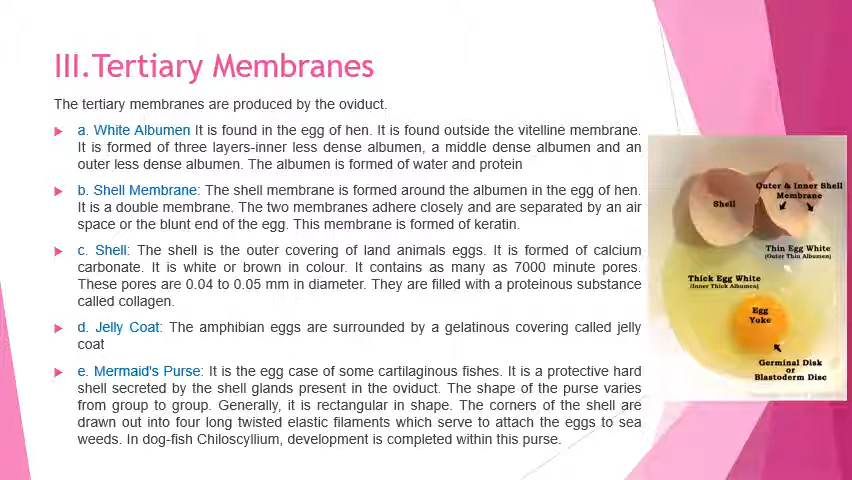 III.Tertiary Membranes
The tertiary membranes are produced by the oviduct.
a. White Albumen It is found in the egg of hen. It is found outside the vitelline membrane.
It is formed of three layers-inner less dense albumen, a middle dense albumen and an
outer less dense albumen. The albumen is formed of water and protein
b. Shell Membrane: The shell membrane is formed around the albumen in the egg of hen.
It is a double membrane. The two membranes adhere closely and are separated by an air
space or the blunt end of the egg. This membrane is formed of keratin.
c. Shell: The shell is the outer covering of land animals eggs. It is formed of calcium
carbonate. It is white or brown in colour. It contains as many as 7000 minute pores.
These pores are 0.04 to 0.05 mm in diameter. They are filled with a proteinous substance
called collagen.
d. Jelly Coat: The amphibian eggs are surrounded by a gelatinous covering called jelly
coat
e. Mermaid's Purse: It is the egg case of some cartilaginous fishes. It is a protective hard
shell secreted by the shell glands present in the oviduct. The shape of the purse varies
from group to group. Generally, it is rectangular in shape. The corners of the shell are
drawn out into four long twisted elastic filaments which serve to attach the eggs to sea
weeds. In dog-fish Chiloscyllium, development is completed within this purse.
Outer & Inner Shell
Membrane
Shell
Thin Egg White
(Outer Thin Albumen)
Thick Egg White
(Inner Thick Albumen)
Egg
Yoke
Germinal Disk
or
Blastoderm Disc